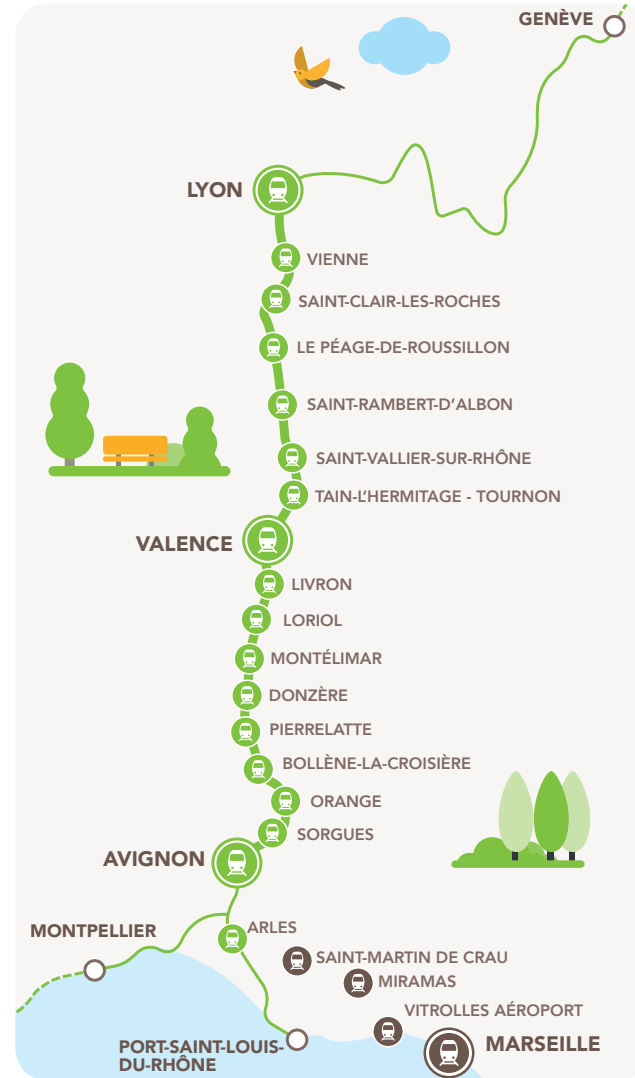 GENÈVE
LYON
VIENNE
SAINT-CLAIR-LES-ROCHES
LE PÉAGE-DE-ROUSSILLON
SAINT-RAMBERT-D'ALBON
SAINT-VALLIER-SUR-RHÔNE
TAIN-L'HERMITAGE - TOURNON
VALENCE
LIVRON
LORIOL
MONTÉLIMAR
DONZÈRE
PIERRELATTE
BOLLÈNE-LA-CROISIÈRE
ORANGE
SORGUES
AVIGNON
ARLES
MONTPELLIER
SAINT-MARTIN DE CRAU
MIRAMAS
VITROLLES AÉROPORT
MARSEILLE
PORT-SAINT-LOUIS-
DU-RHÔNE